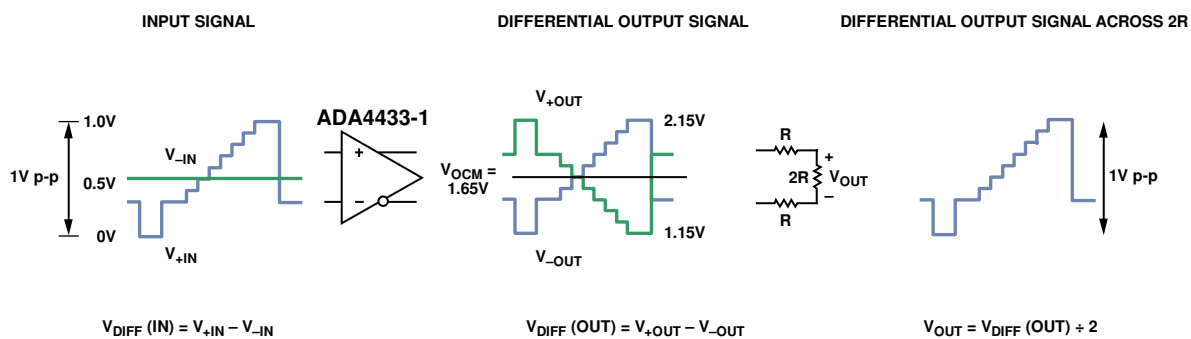 INPUT SIGNAL
DIFFERENTIAL OUTPUT SIGNAL
DIFFERENTIAL OUTPUT SIGNAL ACROSS 2R
1V p-p
1.0V
0.5V
0V
V–IN
V+IN
ADA4433-1
+
–
V+OUT
VOCM =
1.65V
2.15V
1.15V
V–OUT
R
2R
R
+
VOUT
–
1V p-p
VDIFF (IN) = V+IN – V–IN
VDIFF (OUT) = V+OUT – V–OUT
VOUT = VDIFF (OUT) ÷ 2